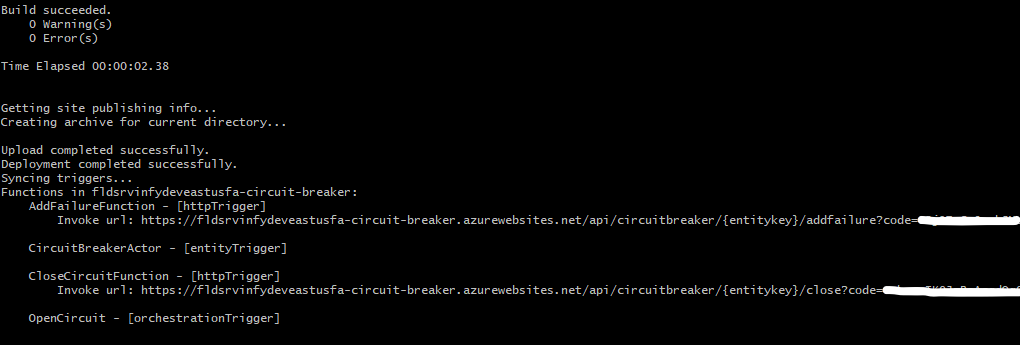 Build succeeded.
0 Warning(s)
0 Error(s)
Time Elapsed 00:00:02.38
Getting site publishing info...
Creating archive for current directory...
Upload completed successfully.
Deployment completed successfully.
Syncing triggers...
Functions in fldsrvinfydeveastusfa-circuit-breaker:
AddFailureFunction - [httpTrigger]
Invoke url: https://fldsrvinfydeveastusfa-circuit-breaker.azurewebsites.net/api/circuitbreaker/{entitykey}/addfailure?code=
CircuitBreakerActor - [entityTrigger]
CloseCircuitFunction - [httpTrigger]
Invoke url: https://fldsrvinfydeveastusfa-circuit-breaker.azurewebsites.net/api/circuitbreaker/{entitykey}/close?code=
OpenCircuit - [orchestrationTrigger]